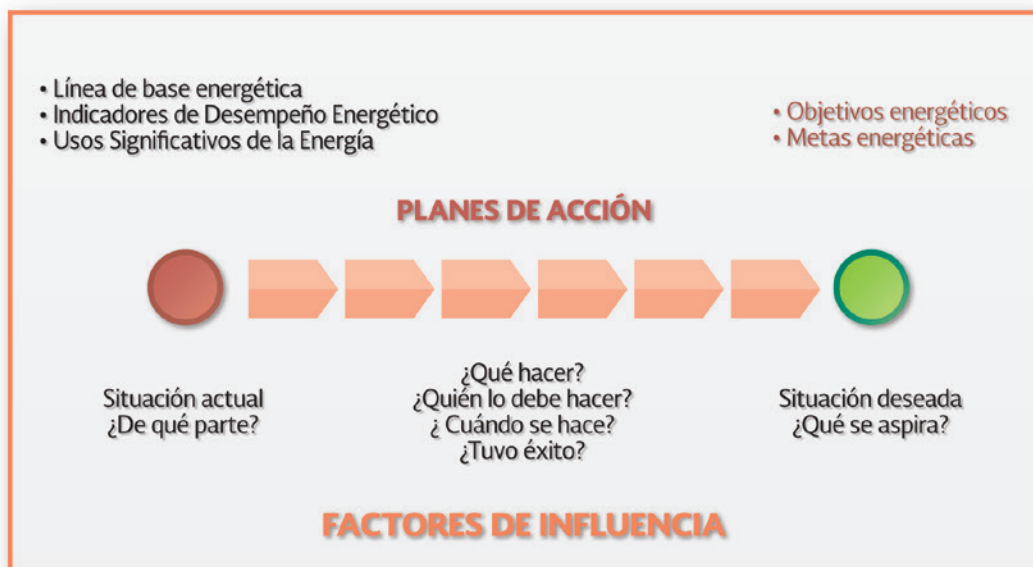 • Línea de base energética
• Indicadores de Desempeño Energético
• Usos Significativos de la Energía
• Objetivos energéticos
• Metas energéticas
PLANES DE ACCIÓN
Situación actual
¿De qué parte?
¿Qué hacer?
¿Quién lo debe hacer?
¿ Cuándo se hace?
¿Tuvo éxito?
Situación deseada
¿Qué se aspira?
FACTORES DE INFLUENCIA